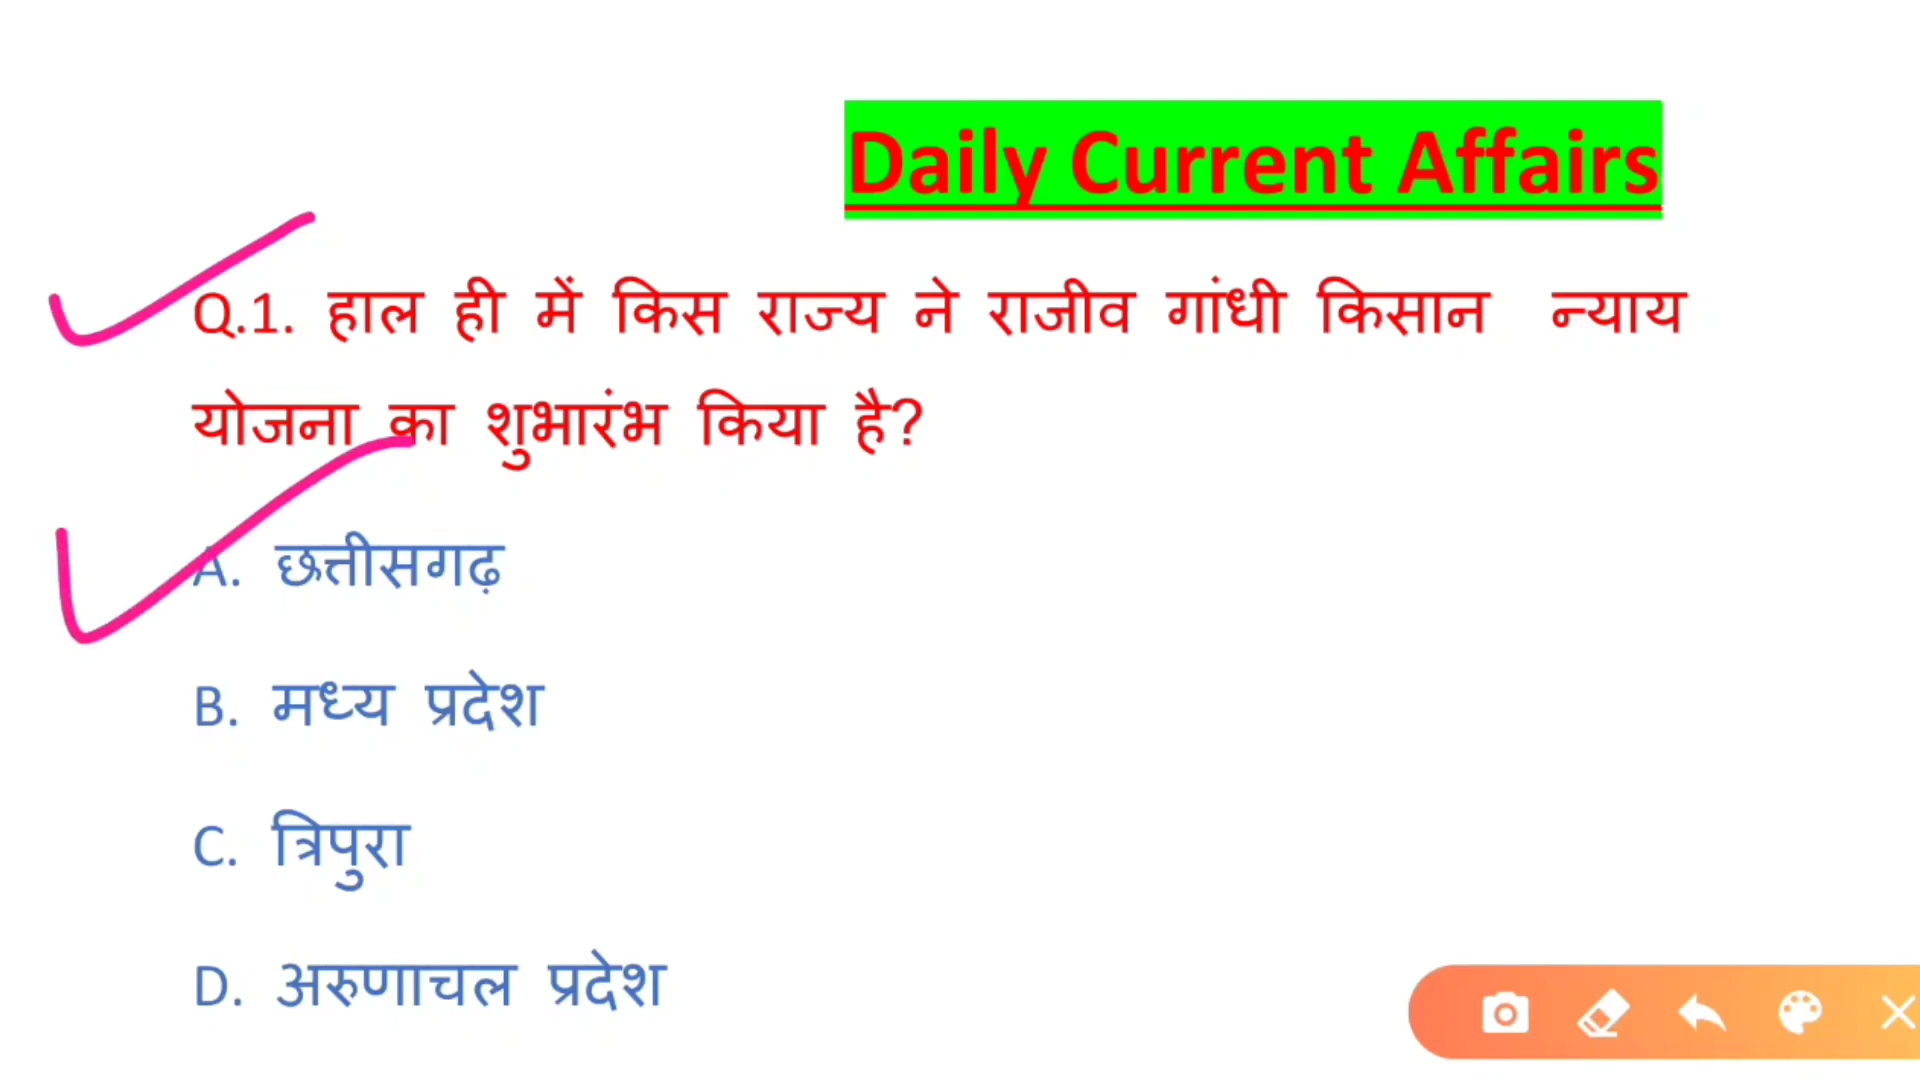 Daily Current Affairs
Q.1. हाल ही में किस राज्य ने राजीव गांधी किसान न्याय
योजना का शुभारंभ किया है?
A. छत्तीसगढ़
B. मध्य प्रदेश
C. त्रिपुरा
D. अरुणाचल प्रदेश